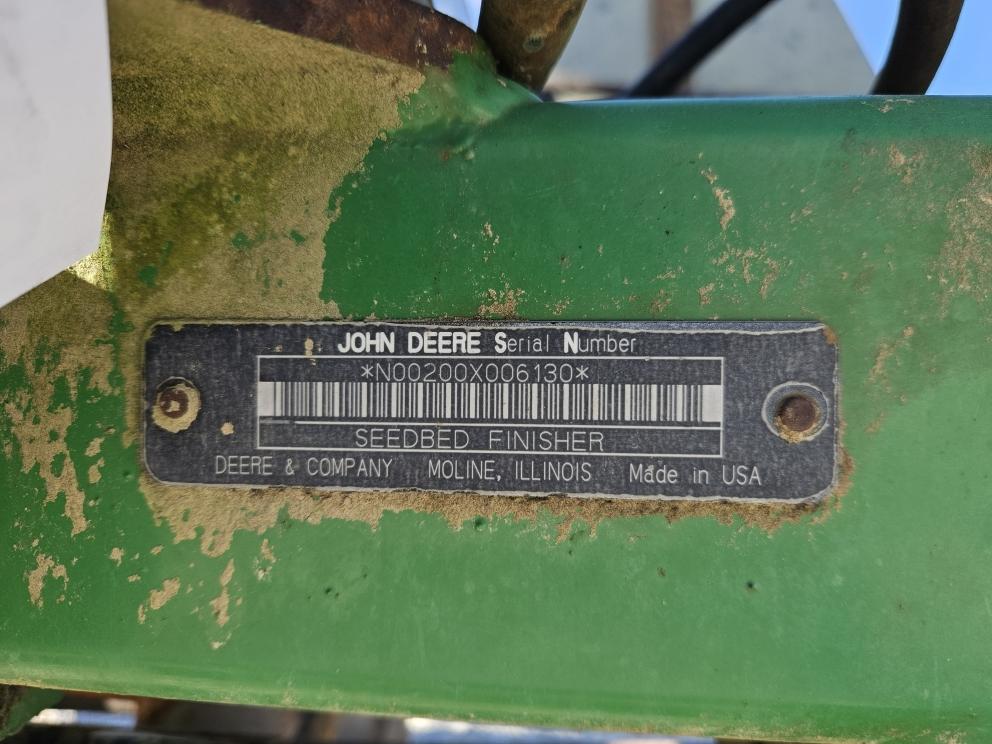 JOHN DEERE Serial Number
*N00200X006130*
SEEDBED FINISHER
DEERE & COMPANY MOLINE, ILLINOIS Made in USA